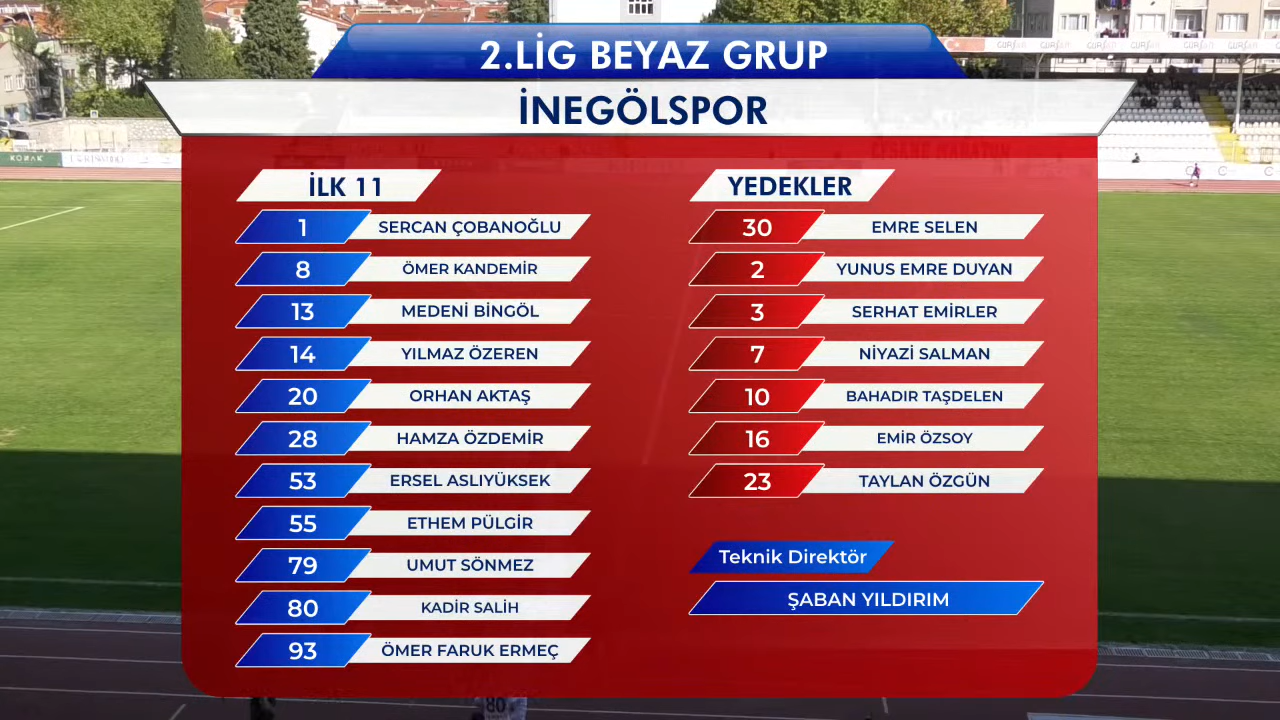 2.LİG BEYAZ GRUP
İNEGÖLSPOR
İLK 11
1 SERCAN ÇOBANOĞLU
8 ÖMER KANDEMİR
13 MEDENİ BİNGÖL
14 YILMAZ ÖZEREN
20 ORHAN AKTAŞ
28 HAMZA ÖZDEMİR
53 ERSEL ASLIYÜKSEK
55 ETHEM PÜLGİR
79 UMUT SÖNMEZ
80 KADİR SALİH
93 ÖMER FARUK ERMEÇ
YEDEKLER
30 EMRE SELEN
2 YUNUS EMRE DUYAN
3 SERHAT EMİRLER
7 NİYAZİ SALMAN
10 BAHADIR TAŞDELEN
16 EMİR ÖZSOY
23 TAYLAN ÖZGÜN
Teknik Direktör
ŞABAN YILDIRIM
KONAK